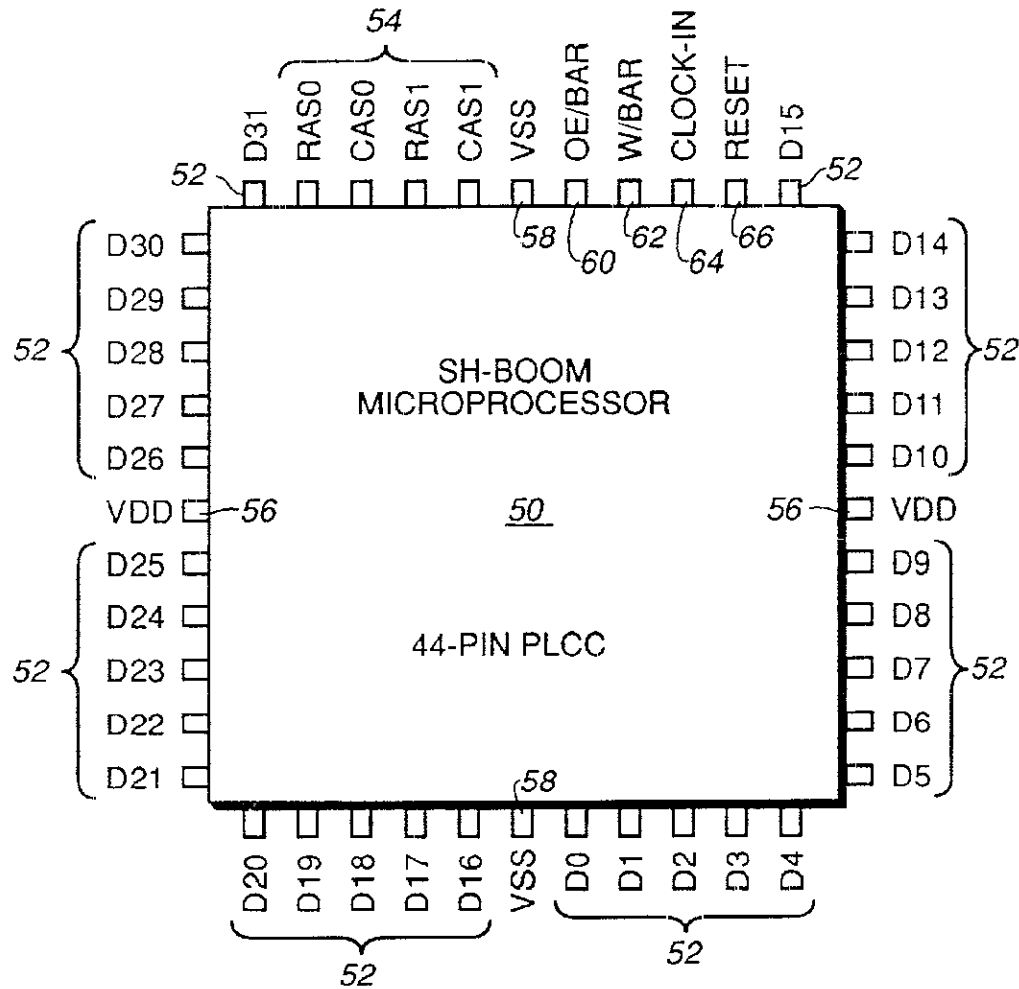 54
D31
RAS0
CAS0
RAS1
CAS1
VSS
OE/BAR
W/BAR
CLOCK-IN
RESET
D15
52
52
58
60
62
64
66
D30
D29
D28
D27
D26
52
VDD
56
D25
D24
D23
D22
D21
52
SH-BOOM
MICROPROCESSOR
50
44-PIN PLCC
D14
D13
D12
D11
D10
52
56
VDD
D9
D8
D7
D6
D5
52
58
D20
D19
D18
D17
D16
VSS
D0
D1
D2
D3
D4
52
52